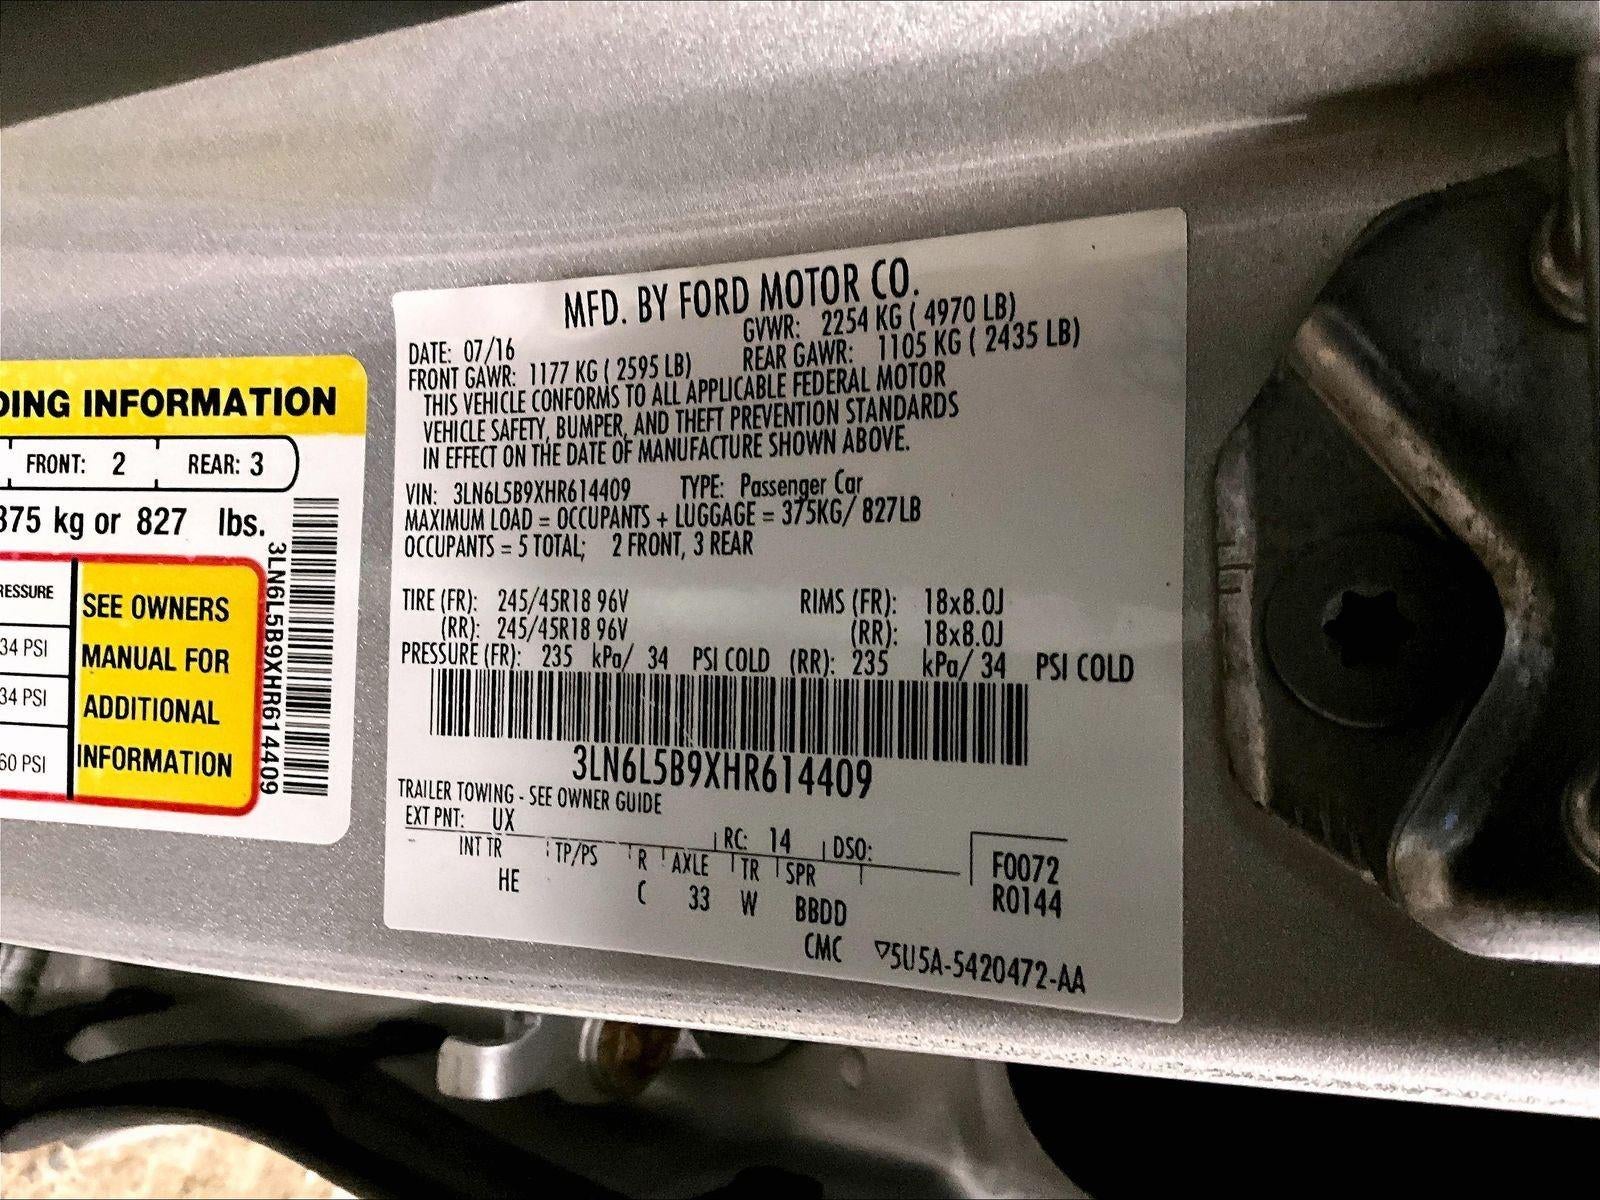 DING INFORMATION
FRONT: 2 REAR: 3
375 kg or 827 lbs.
RESSURE
34 PSI
34 PSI
60 PSI
SEE OWNERS
MANUAL FOR
ADDITIONAL
INFORMATION
3LN6L5B9XHR614409
MFD. BY FORD MOTOR CO.
DATE: 07/16 GVWR: 2254 KG ( 4970 LB)
FRONT GAWR: 1177 KG ( 2595 LB) REAR GAWR: 1105 KG ( 2435 LB)
THIS VEHICLE CONFORMS TO ALL APPLICABLE FEDERAL MOTOR
VEHICLE SAFETY, BUMPER, AND THEFT PREVENTION STANDARDS
IN EFFECT ON THE DATE OF MANUFACTURE SHOWN ABOVE.
VIN: 3LN6L5B9XHR614409 TYPE: Passenger Car
MAXIMUM LOAD = OCCUPANTS + LUGGAGE = 375KG/ 827LB
OCCUPANTS = 5 TOTAL; 2 FRONT, 3 REAR
TIRE (FR): 245/45R18 96V RIMS (FR): 18x8.0J
(RR): 245/45R18 96V (RR): 18x8.0J
PRESSURE (FR): 235 kPa/ 34 PSI COLD (RR): 235 kPa/ 34 PSI COLD
3LN6L5B9XHR614409
TRAILER TOWING - SEE OWNER GUIDE
EXT PNT: UX RC: 14 DSO:
INT TR TP/PS R AXLE TR SPR F0072
HE C 33 W BBDD R0144
CMC ▽5U5A-5420472-AA